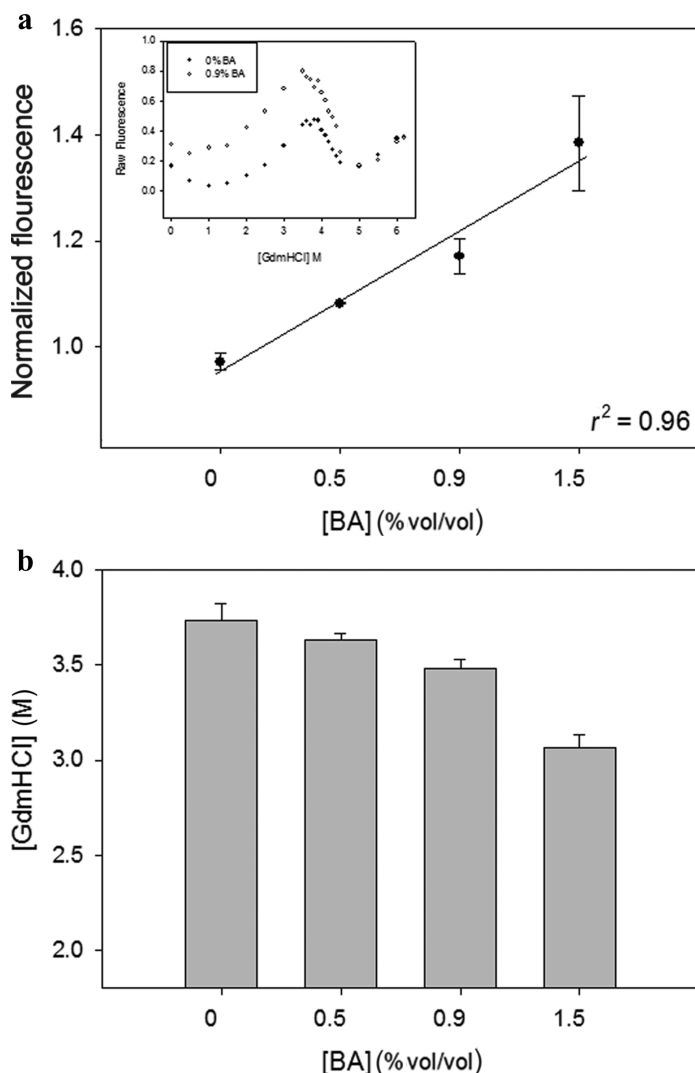 a
1.6
1.4
1.2
1.0
Normalized flourescence
1.0
0.8
0.6
0.4
0.2
0.0
Raw Fluorescence
0% BA
0.9% BA
0 1 2 3 4 5 6
[GdmHCl] M
r² = 0.96
0 0.5 0.9 1.5
[BA] (% vol/vol)
b
4.0
3.5
3.0
2.5
2.0
[GdmHCl] (M)
0 0.5 0.9 1.5
[BA] (% vol/vol)